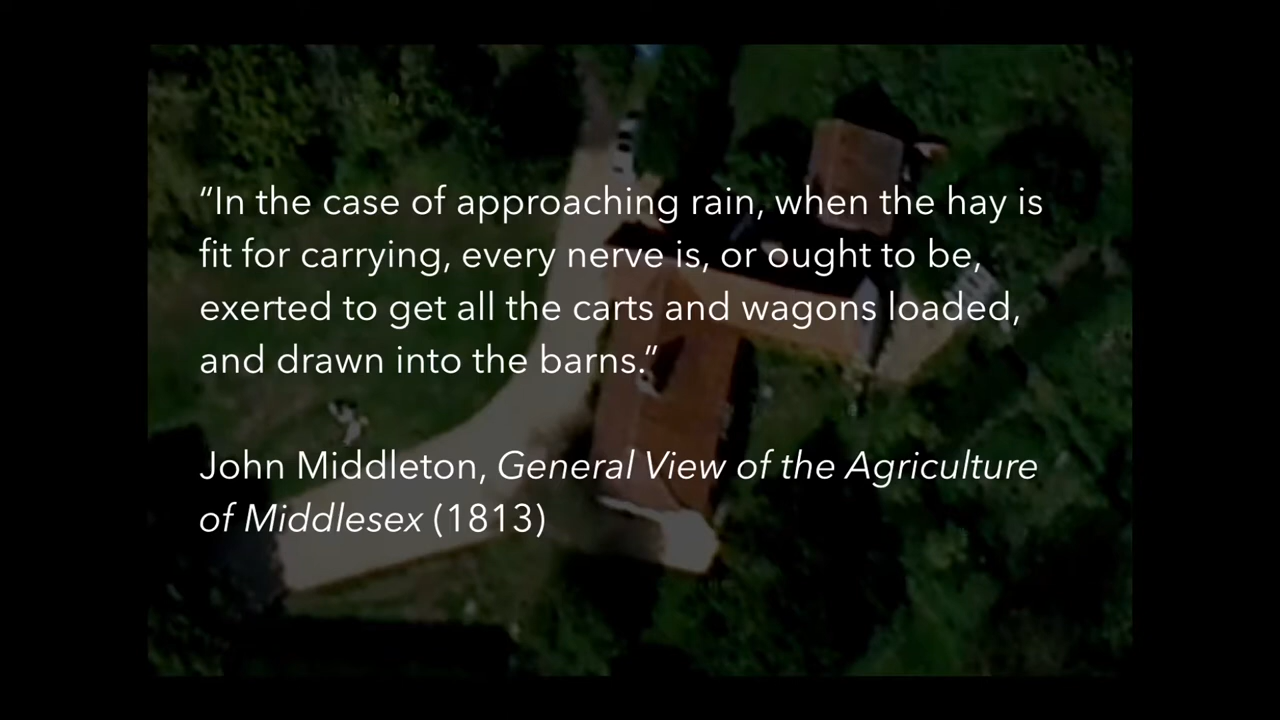 “In the case of approaching rain, when the hay is
fit for carrying, every nerve is, or ought to be,
exerted to get all the carts and wagons loaded,
and drawn into the barns.”
John Middleton, General View of the Agriculture
of Middlesex (1813)